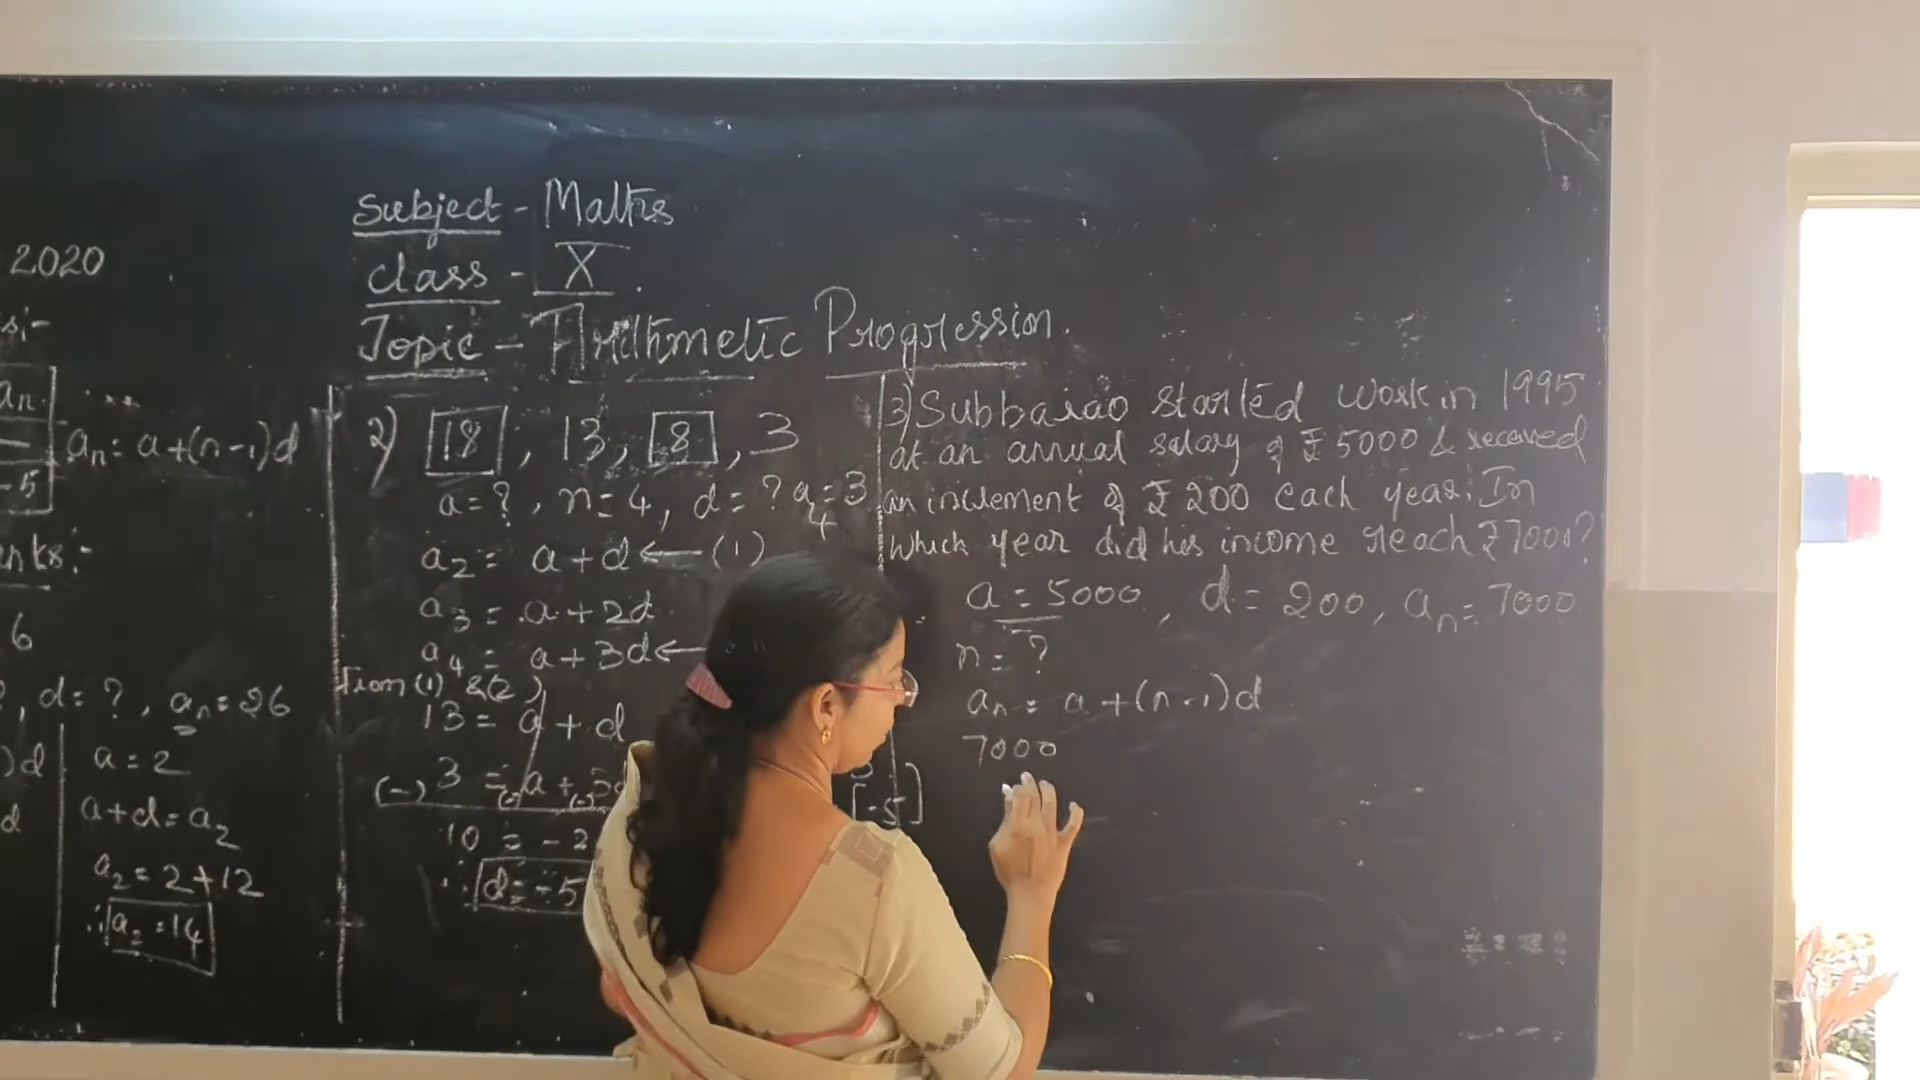 2020
s:-
an
an = a+(n-1)d
-5
nks:-
6
, d=?, an=26
)d
d
a=2
a+d=a2
a2=2+12
∴ a2=14
Subject - Maths
Class - X.
Topic - Arithmetic Progression.
2) 18, 13, 8, 3
a=?, n=4, d=? a4=3
a2= a+d ← (1)
a3= a+2d
a4= a+3d ←
From (1) & (2)
13= a+d
(-) 3 = a+3d
(-) (-)
10 = -2
∴ d=-5
-5
3) Subbarao started work in 1995
at an annual salary of ₹5000 & received
an increment of ₹200 each year. In
Which year did his income reach ₹7000?
a=5000, d=200, an=7000
n=?
an = a+(n-1)d
7000